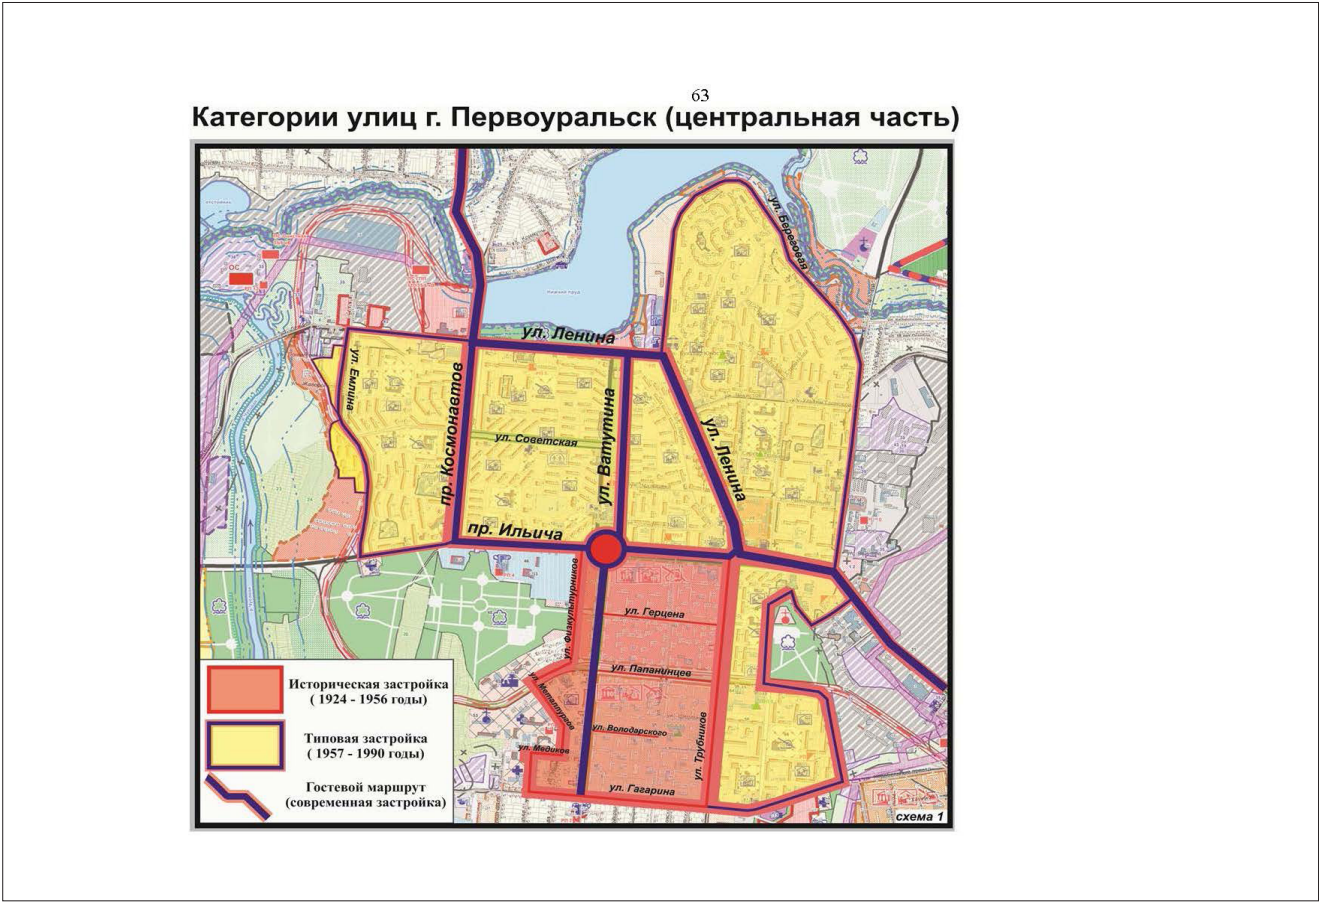 63
Категории улиц г. Первоуральск (центральная часть)
ул. Береговая
ул. Ленина
ул. Емлина
пр. Космонавтов
ул. Ватутина
ул. Советская
ул. Ленина
пр. Ильича
ул. Физкультурников
ул. Герцена
ул. Папанинцев
ул. Металлургов
ул. Володарского
ул. Трубников
ул. Медиков
ул. Гагарина
Историческая застройка
( 1924 - 1956 годы)
Типовая застройка
( 1957 - 1990 годы)
Гостевой маршрут
(современная застройка)
схема 1
ОС